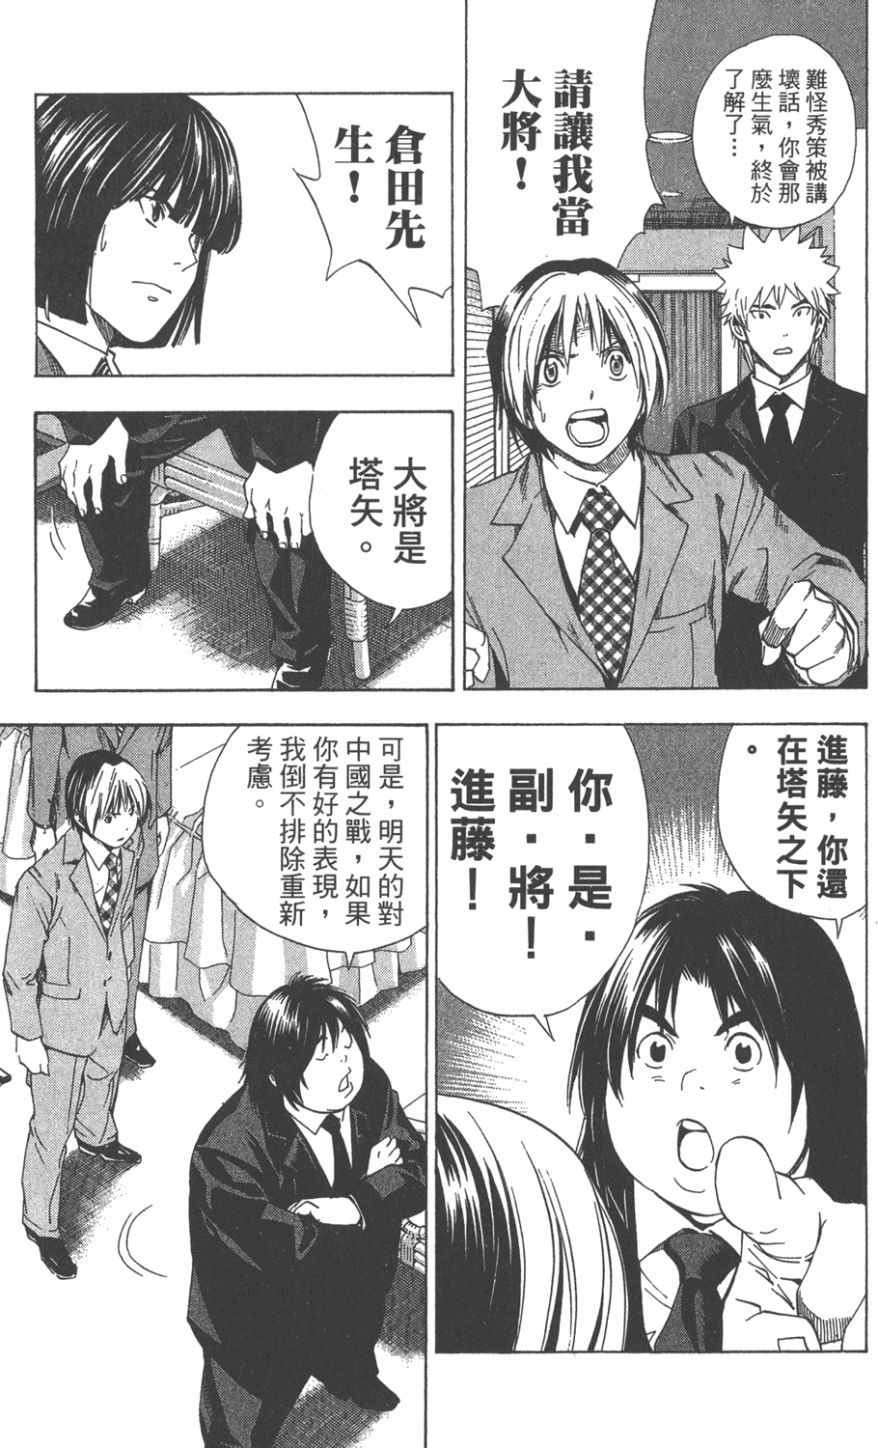 難怪秀策被講
壞話，你會那
麼生氣，終於
了解了…
請讓我當
大將！
倉田先
生！
大將是
塔矢。
進藤，你還
在塔矢之下
。
你．是．
副．將！
進藤！
可是，明天的對
中國之戰，如果
你有好的表現，
我倒不排除重新
考慮。